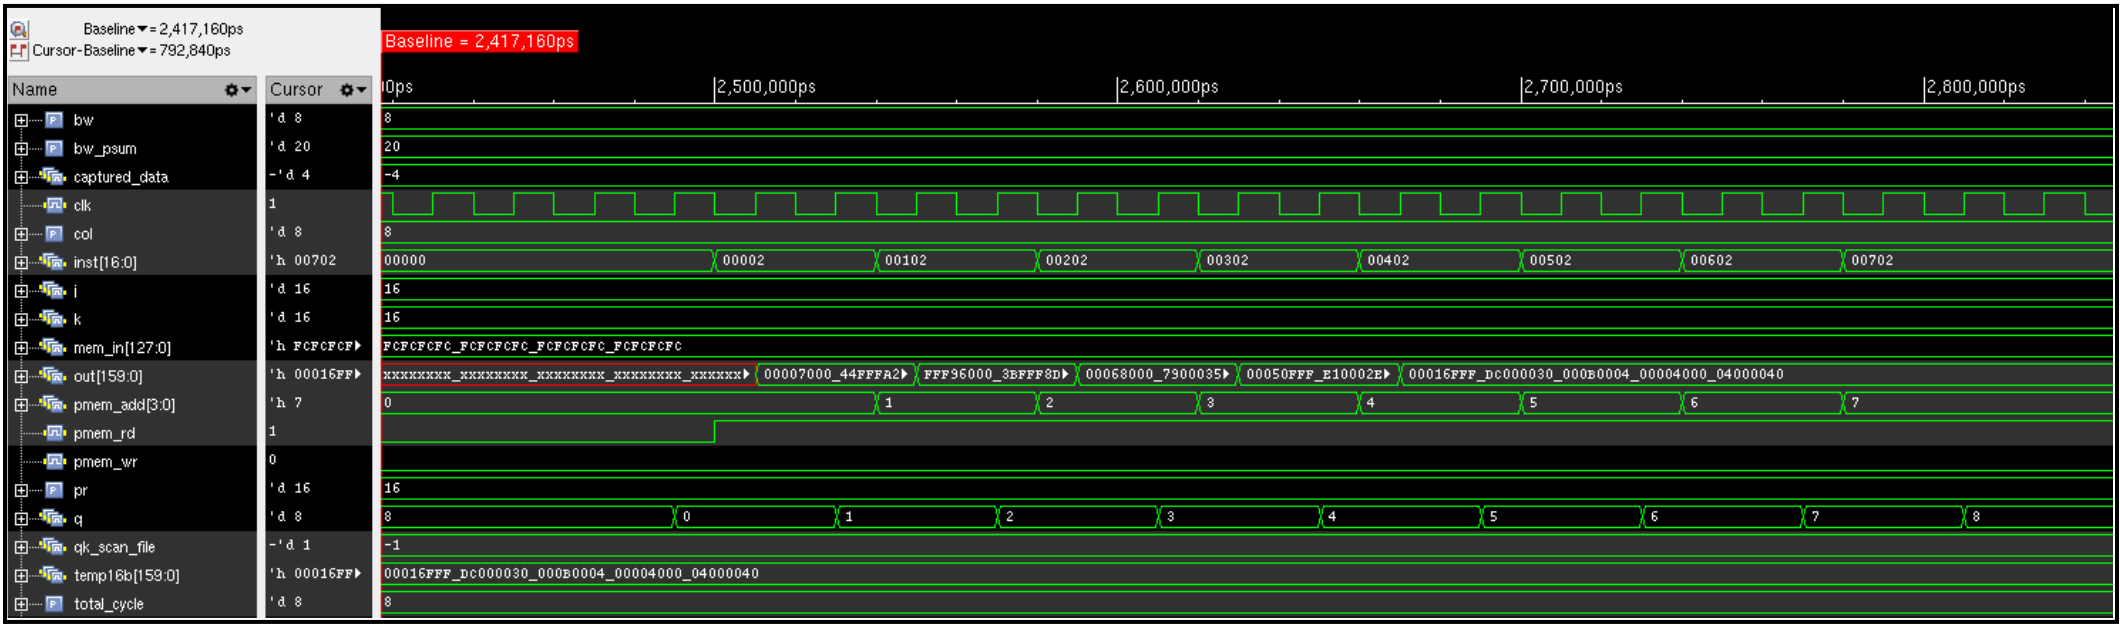 Baseline▼= 2,417,160ps
Cursor-Baseline▼= 792,840ps
Baseline = 2,417,160ps
Name Cursor 0ps 2,500,000ps 2,600,000ps 2,700,000ps 2,800,000ps
bw 'd 8 8
bw_psum 'd 20 20
captured_data -'d 4 -4
clk 1
col 'd 8 8
inst[16:0] 'h 00702 00000 00002 00102 00202 00302 00402 00502 00602 00702
j 'd 16 16
k 'd 16 16
mem_in[127:0] 'h FCFCFCF FCFCFCFC_FCFCFCFC_FCFCFCFC_FCFCFCFC
out[159:0] 'h 00016FF xxxxxxxx_xxxxxxxx_xxxxxxxx_xxxxxxxx_xxxxxx 00007000_44FFFA2 FFF96000_3BFFF8D 00068000_7900035 00050FFF_E10002E 00016FFF_DC000030_000B0004_00004000_04000040
pmem_add[3:0] 'h 7 0 1 2 3 4 5 6 7
pmem_rd 1
pmem_wr 0
pr 'd 16 16
q 'd 8 8 0 1 2 3 4 5 6 7 8
qk_scan_file -'d 1 -1
temp16b[159:0] 'h 00016FF 00016FFF_DC000030_000B0004_00004000_04000040
total_cycle 'd 8 8